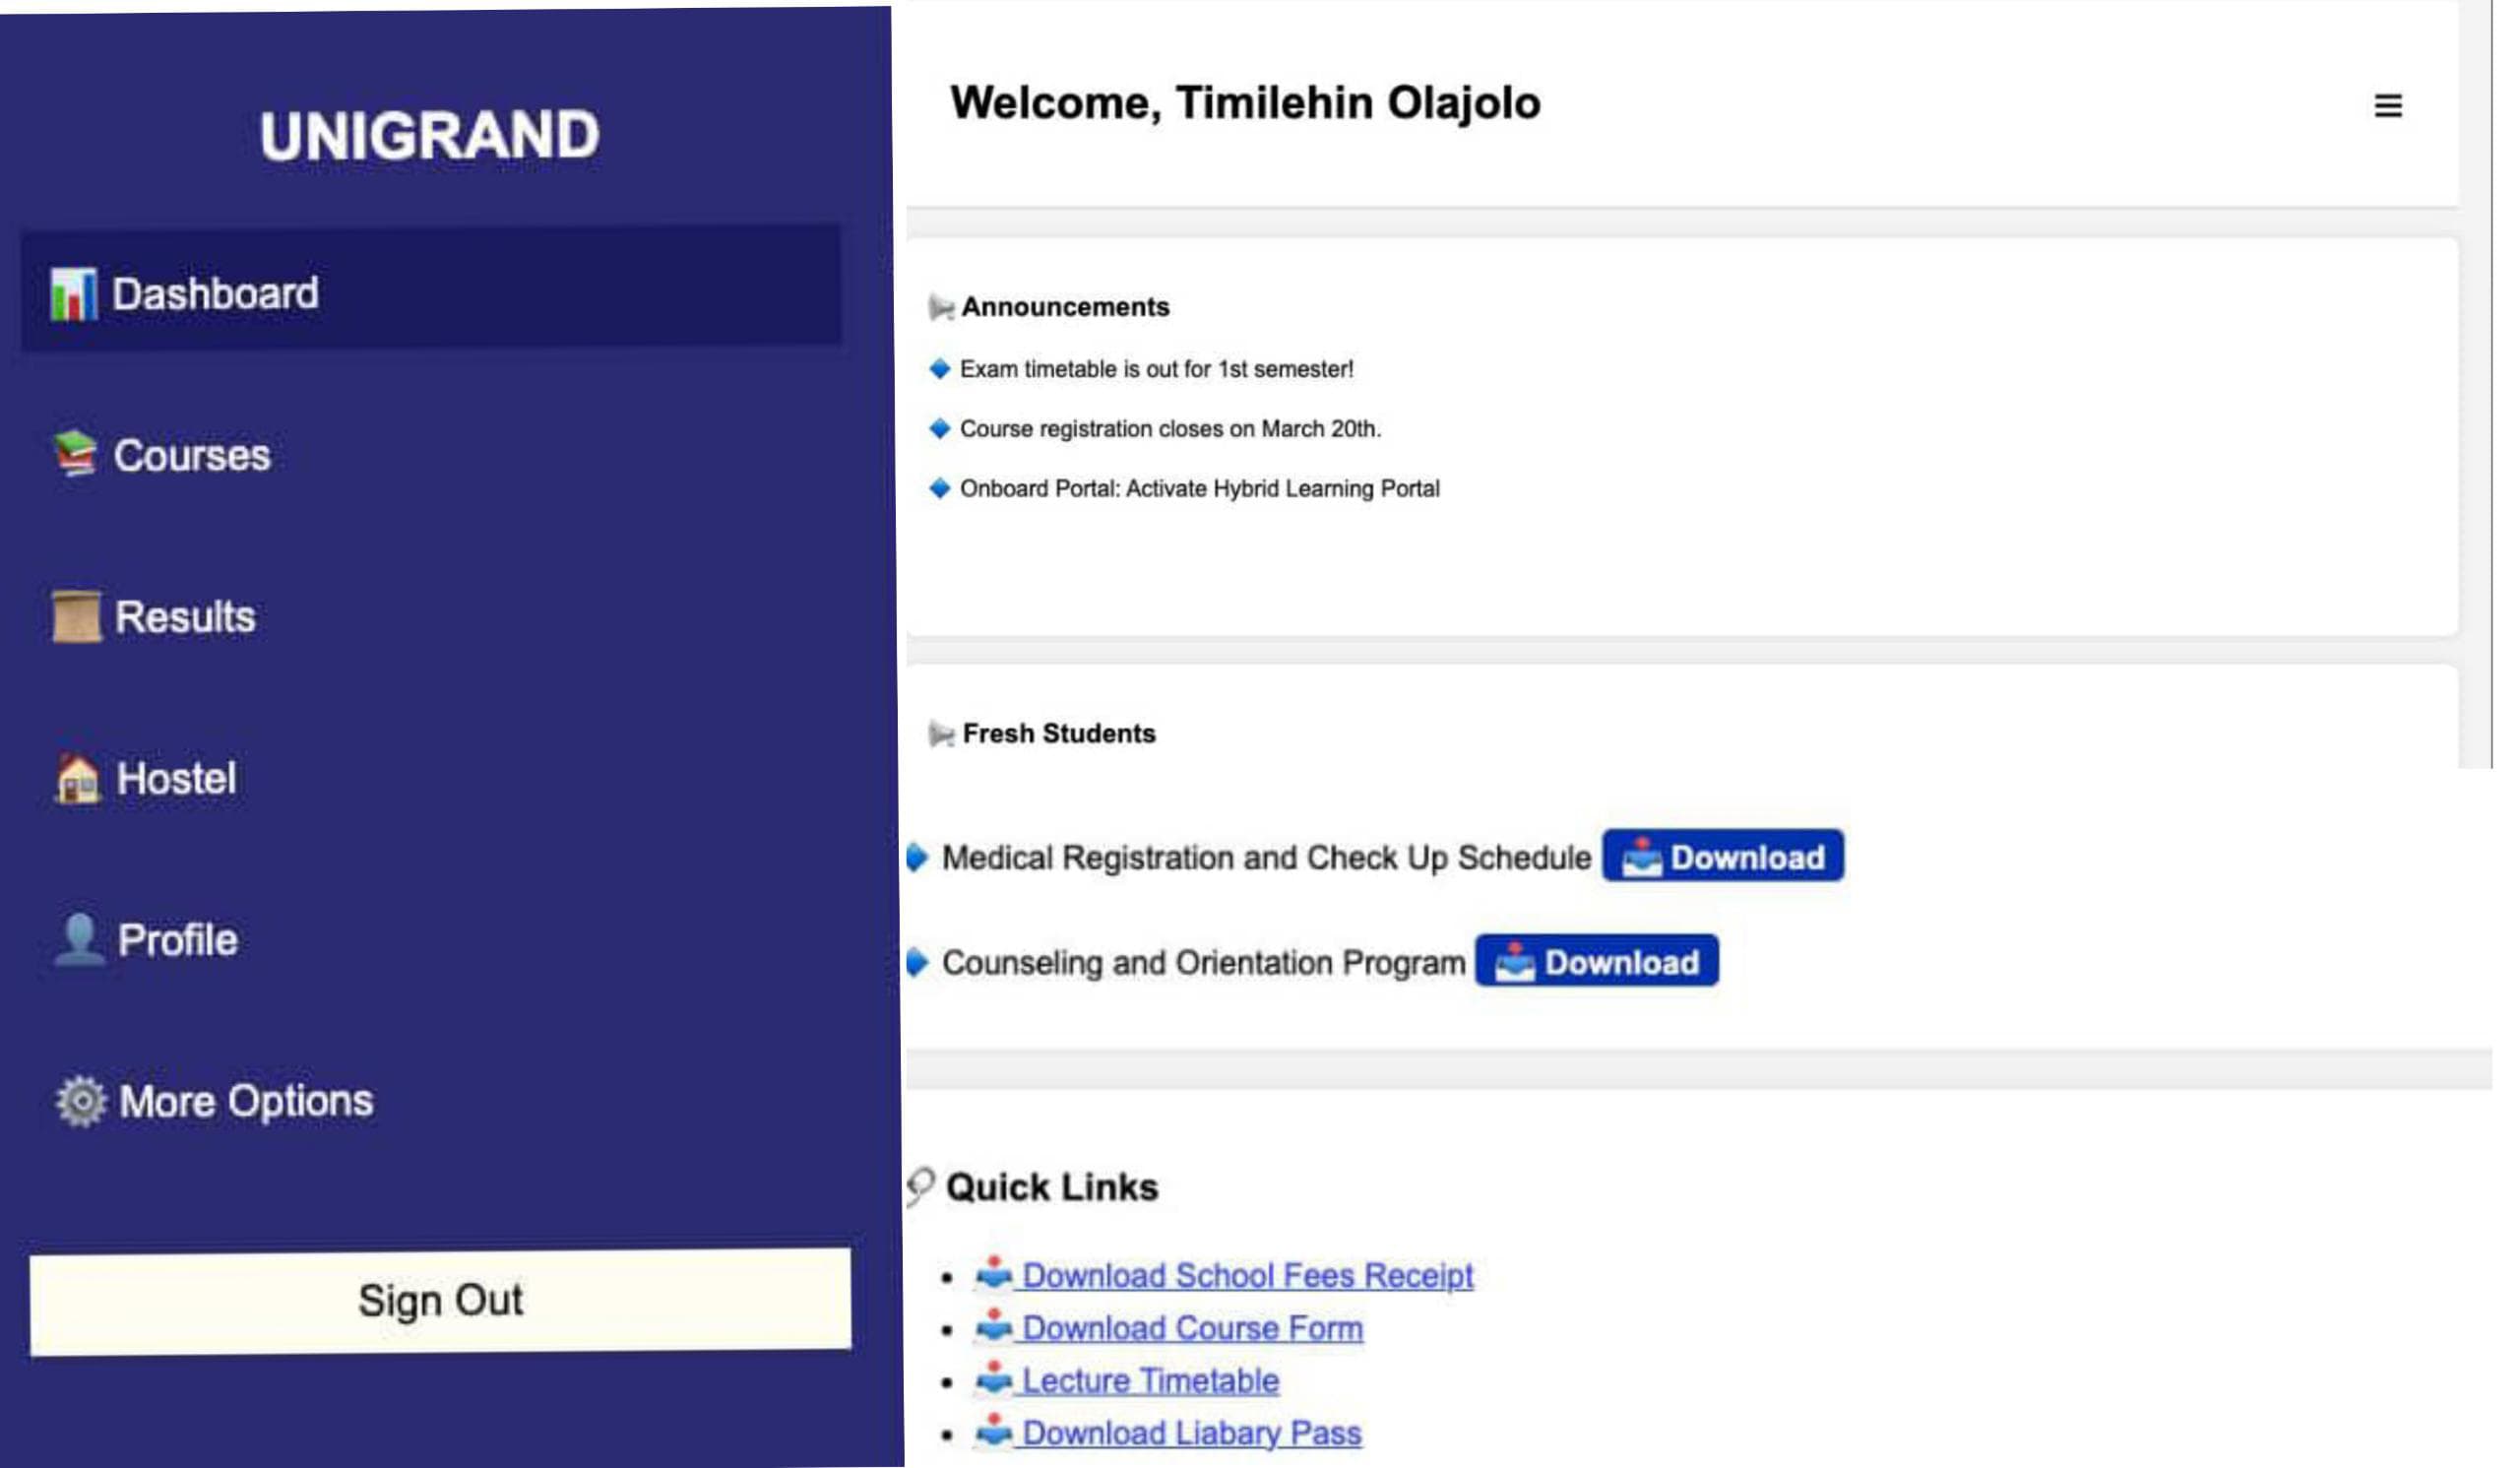 UNIGRAND
Dashboard
Courses
Results
Hostel
Profile
More Options
Sign Out
Welcome, Timilehin Olajolo
Announcements
Exam timetable is out for 1st semester!
Course registration closes on March 20th.
Onboard Portal: Activate Hybrid Learning Portal
Fresh Students
Medical Registration and Check Up Schedule Download
Counseling and Orientation Program Download
Quick Links
Download School Fees Receipt
Download Course Form
Lecture Timetable
Download Liabary Pass